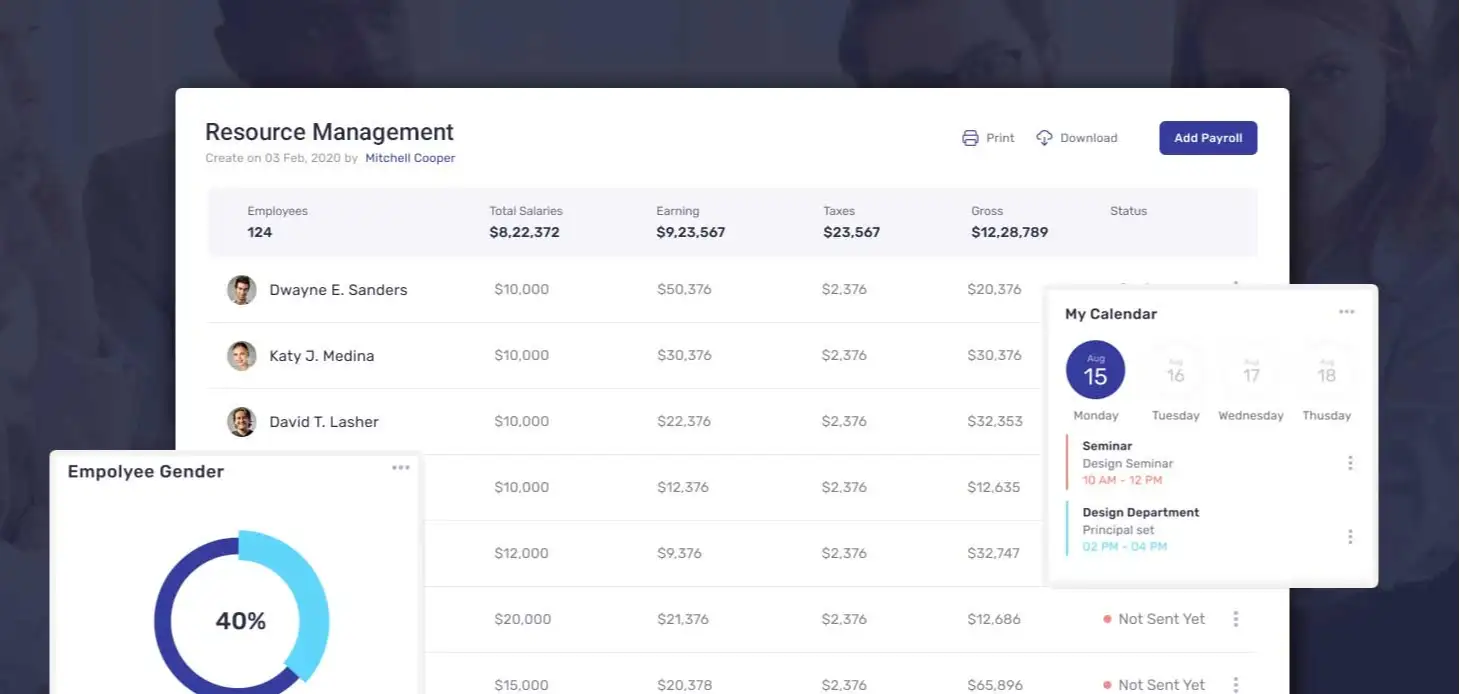 Resource Management
Create on 03 Feb, 2020 by Mitchell Cooper
Print Download Add Payroll
Employees Total Salaries Earning Taxes Gross Status
124 $8,22,372 $9,23,567 $23,567 $12,28,789
Dwayne E. Sanders $10,000 $50,376 $2,376 $20,376
Katy J. Medina $10,000 $30,376 $2,376 $30,376
David T. Lasher $10,000 $22,376 $2,376 $32,353
$10,000 $12,376 $2,376 $12,635
$12,000 $9,376 $2,376 $32,747
$20,000 $21,376 $2,376 $12,686 Not Sent Yet
$15,000 $20,378 $2,376 $65,896 Not Sent Yet
My Calendar
Aug Aug Aug Aug
15 16 17 18
Monday Tuesday Wednesday Thusday
Seminar
Design Seminar
10 AM - 12 PM
Design Department
Principal set
02 PM - 04 PM
Empolyee Gender
40%